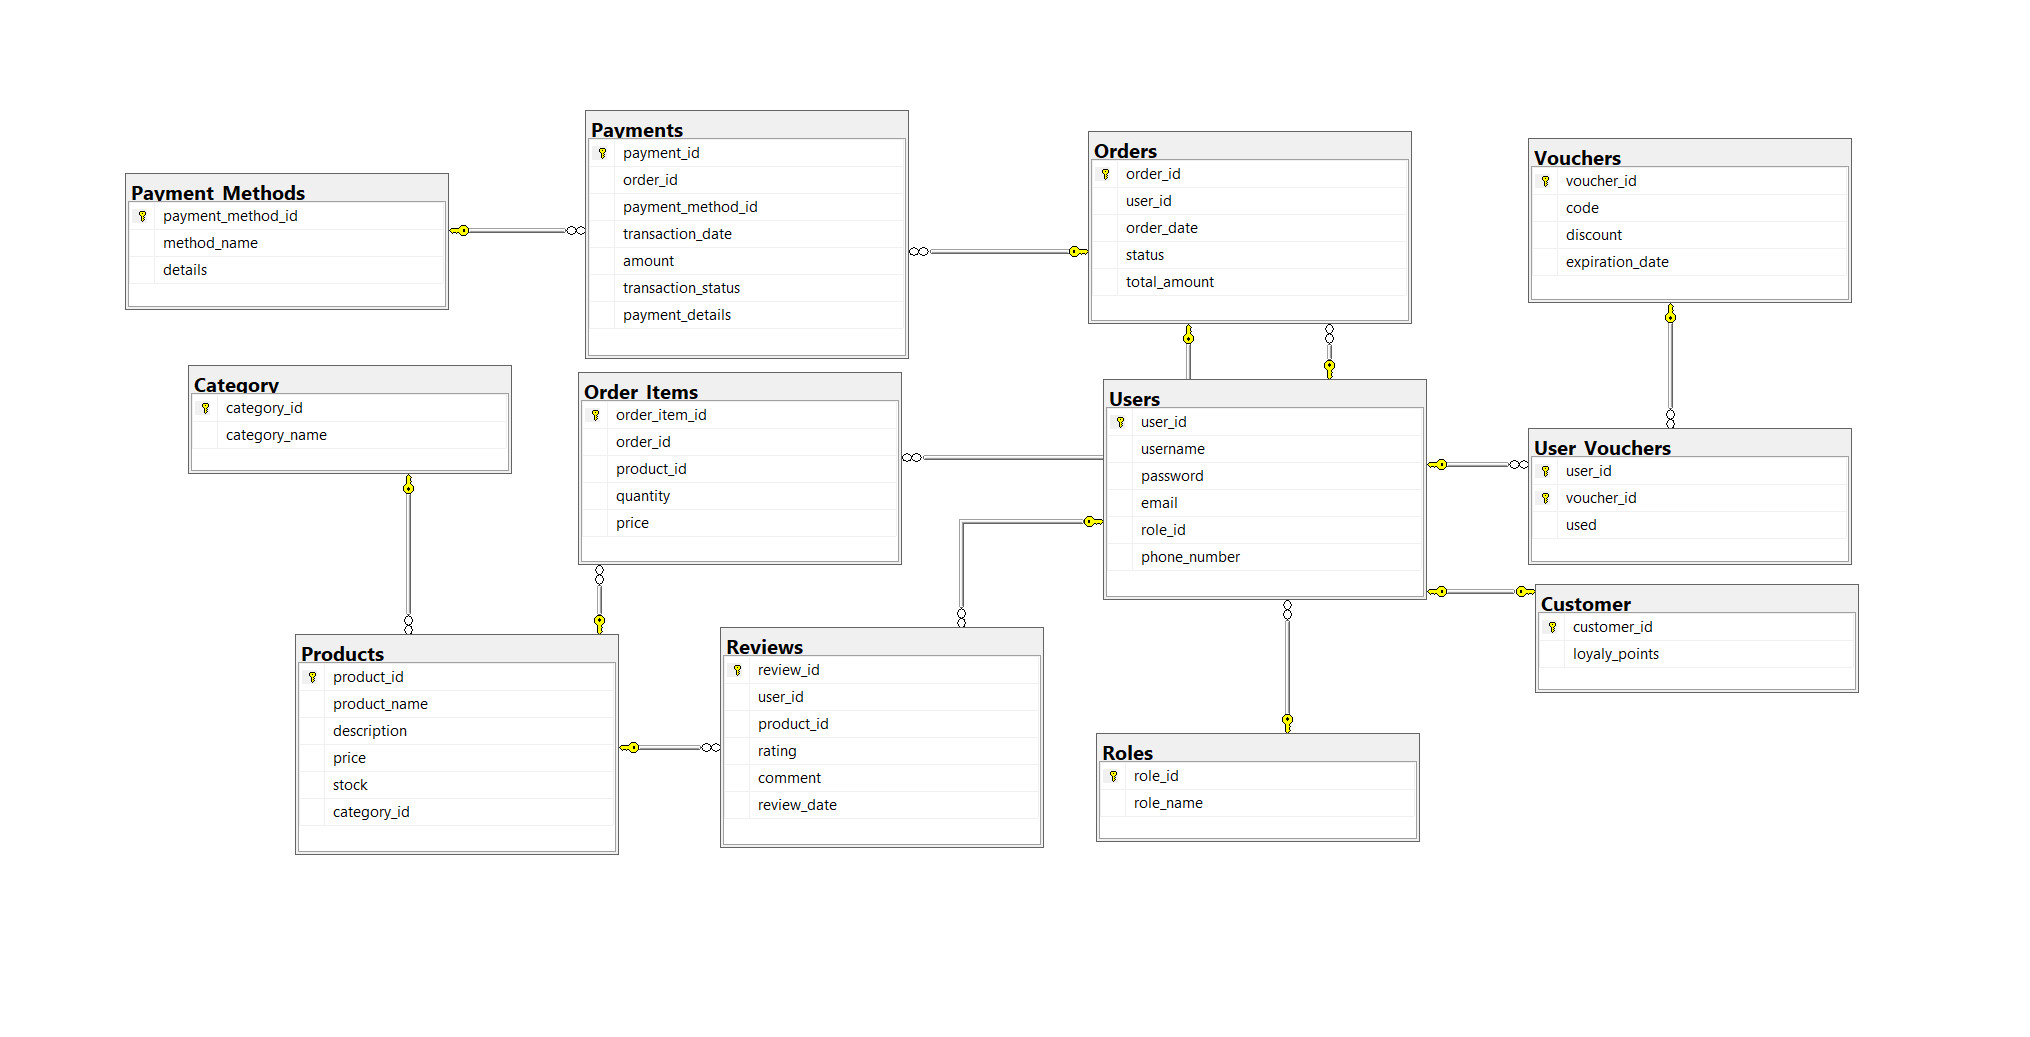 Payment_Methods
payment_method_id
method_name
details
Payments
payment_id
order_id
payment_method_id
transaction_date
amount
transaction_status
payment_details
Orders
order_id
user_id
order_date
status
total_amount
Vouchers
voucher_id
code
discount
expiration_date
Category
category_id
category_name
Order_Items
order_item_id
order_id
product_id
quantity
price
Users
user_id
username
password
email
role_id
phone_number
User_Vouchers
user_id
voucher_id
used
Customer
customer_id
loyaly_points
Products
product_id
product_name
description
price
stock
category_id
Reviews
review_id
user_id
product_id
rating
comment
review_date
Roles
role_id
role_name